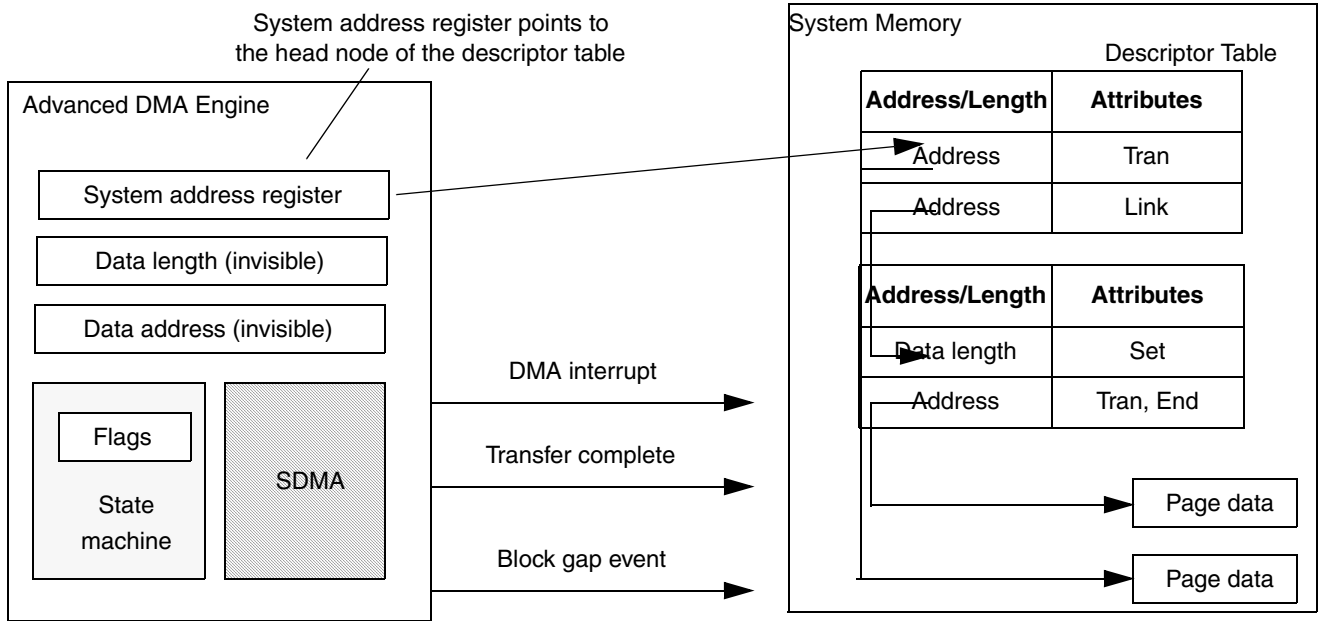 System address register points to
the head node of the descriptor table
Advanced DMA Engine
System address register
Data length (invisible)
Data address (invisible)
Flags
State
machine
SDMA
DMA interrupt
Transfer complete
Block gap event
System Memory
Descriptor Table
Address/Length Attributes
Address Tran
Address Link
Address/Length Attributes
Data length Set
Address Tran, End
Page data
Page data